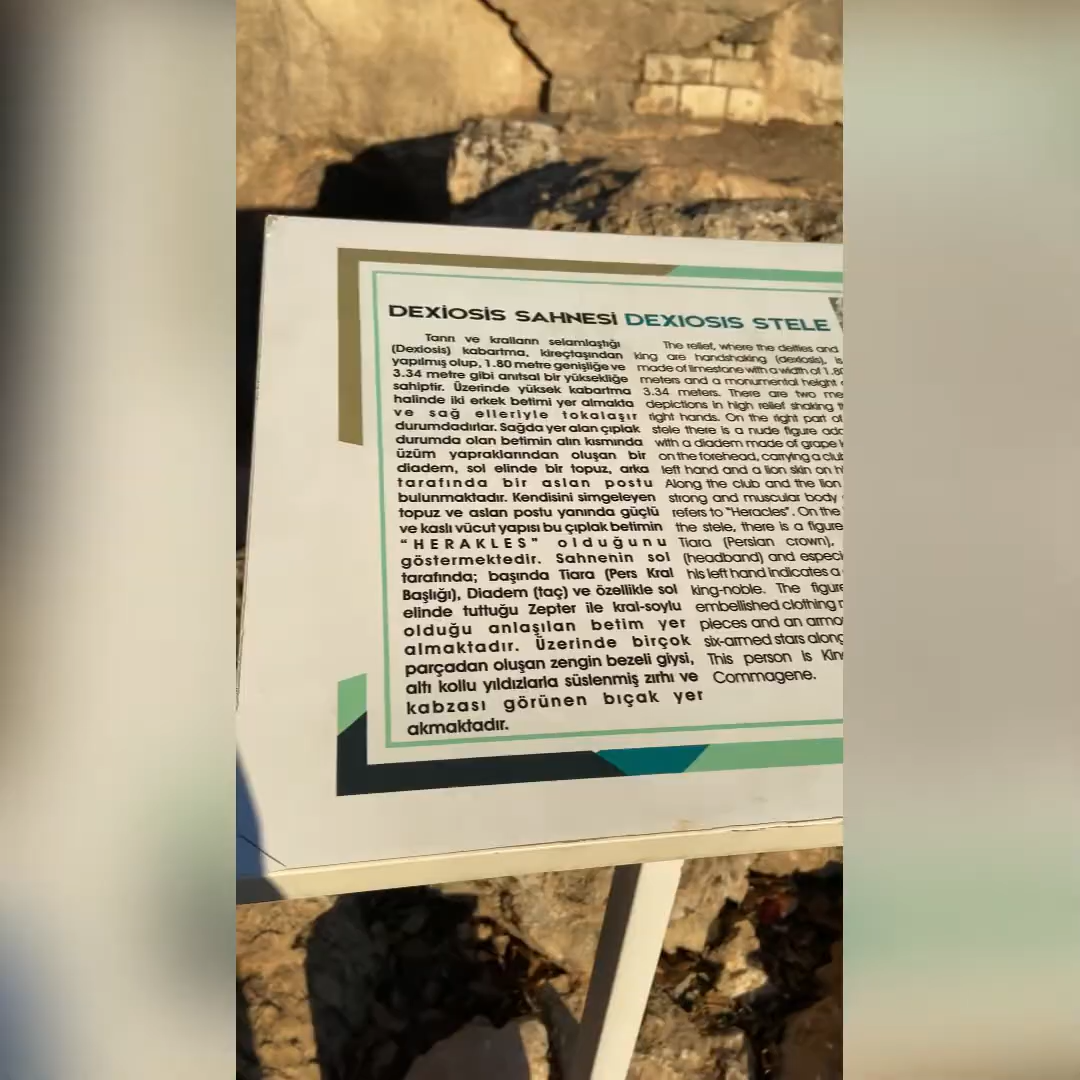 DEXİOSİS SAHNESİ
Tanrı ve kralların selamlaştığı
(Dexiosis) kabartma, kireçtaşından
yapılmış olup, 1.80 metre genişliğe ve
3.34 metre gibi anıtsal bir yüksekliğe
sahiptir. Üzerinde yüksek kabartma
halinde iki erkek betimi yer almakta
ve sağ elleriyle tokalaşır
durumdadırlar. Sağda yer alan çıplak
durumda olan betimin alın kısmında
üzüm yapraklarından oluşan bir
diadem, sol elinde bir topuz, arka
tarafında bir aslan postu
bulunmaktadır. Kendisini simgeleyen
topuz ve aslan postu yanında güçlü
ve kaslı vücut yapısı bu çıplak betimin
"HERAKLES" olduğunu
göstermektedir. Sahnenin sol
tarafında; başında Tiara (Pers Kral
Başlığı), Diadem (taç) ve özellikle sol
elinde tuttuğu Zepter ile kral-soylu
olduğu anlaşılan betim yer
almaktadır. Üzerinde birçok
parçadan oluşan zengin bezeli giysi,
altı kollu yıldızlarla süslenmiş zırhı ve
kabzası görünen bıçak yer
akmaktadır.
DEXIOSIS STELE
The relief, where the deities and
king are handshaking (dexiosis), is
made of limestone with a width of 1.80
meters and a monumental height
3.34 meters. There are two
depictions in high relief shaking
right hands. On the right part of
stele there is a nude figure
with a diadem made of grape
on the forehead, carrying a club
left hand and a lion skin on
Along the club and the lion
strong and muscular body
refers to "Heracles". On the
the stele, there is a figure
Tiara (Persian crown),
(headband) and
his left hand indicates a
king-noble. The figure
embellished clothing
pieces and an
six-armed stars along
This person is
Commagene.